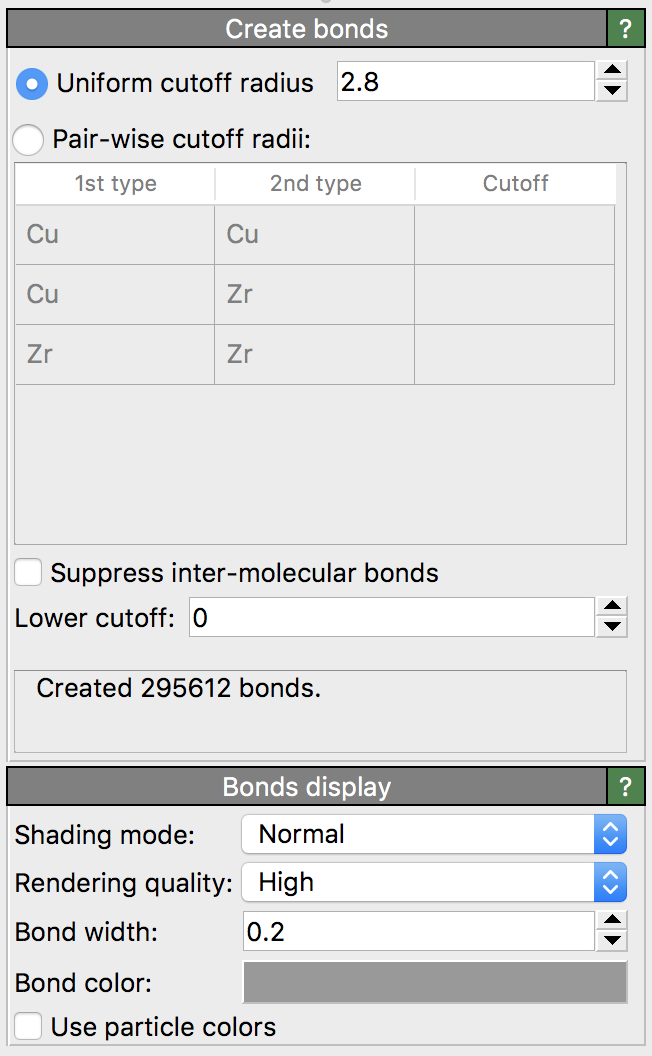 Create bonds ?
Uniform cutoff radius 2.8
Pair-wise cutoff radii:
1st type 2nd type Cutoff
Cu Cu
Cu Zr
Zr Zr
Suppress inter-molecular bonds
Lower cutoff: 0
Created 295612 bonds.
Bonds display ?
Shading mode: Normal
Rendering quality: High
Bond width: 0.2
Bond color:
Use particle colors